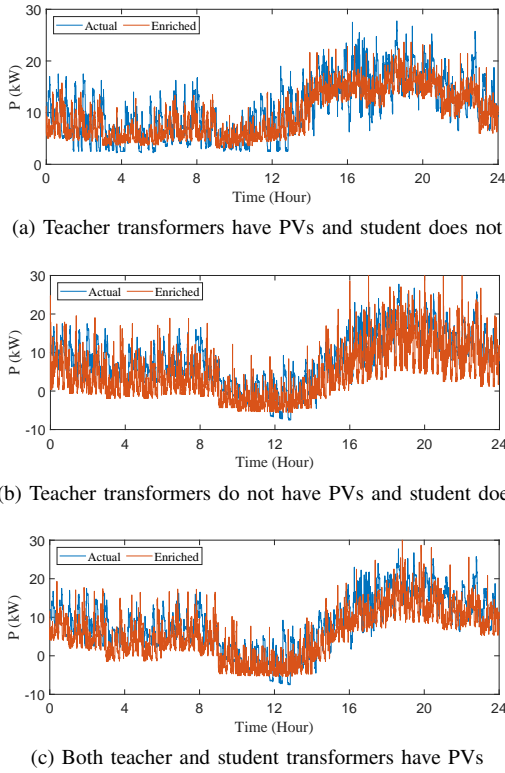 30
20
10
0
P (kW)
Actual Enriched
0 4 8 12 16 20 24
Time (Hour)
(a) Teacher transformers have PVs and student does not
30
20
10
0
-10
P (kW)
Actual Enriched
0 4 8 12 16 20 24
Time (Hour)
(b) Teacher transformers do not have PVs and student doe
30
20
10
0
-10
P (kW)
Actual Enriched
0 4 8 12 16 20 24
Time (Hour)
(c) Both teacher and student transformers have PVs